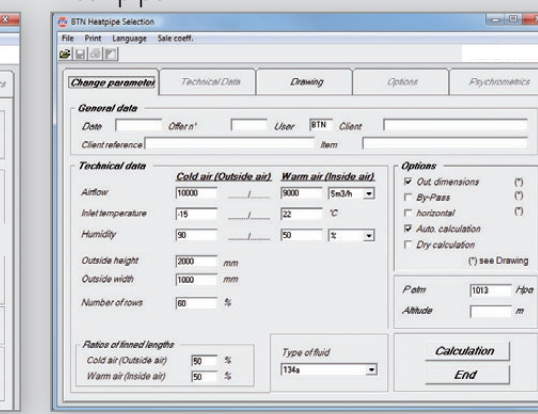 BTN Heatpipe Selection
File Print Language Sale coeff.
Change parameter Technical Data Drawing Options Psychrometrics
General data
Date Offer n° User BTN Client
Client reference Item
Technical data
Cold air (Outside air) Warm air (Inside air)
Airflow 10000 ..../.... 9000 Sm3/h
Inlet temperature -15 22 °C
Humidity 90 ..../.... 50 %
Outside height 2000 mm
Outside width 1000 mm
Number of rows 60 %
Ratios of finned lengths
Cold air (Outside air) 50 %
Warm air (Inside air) 50 %
Type of fluid
134a
Options
Out. dimensions (*)
By-Pass (*)
horizontal (*)
Auto. calculation
Dry calculation
(*) see Drawing
Patm 1013 Hpa
Altitude m
Calculation
End